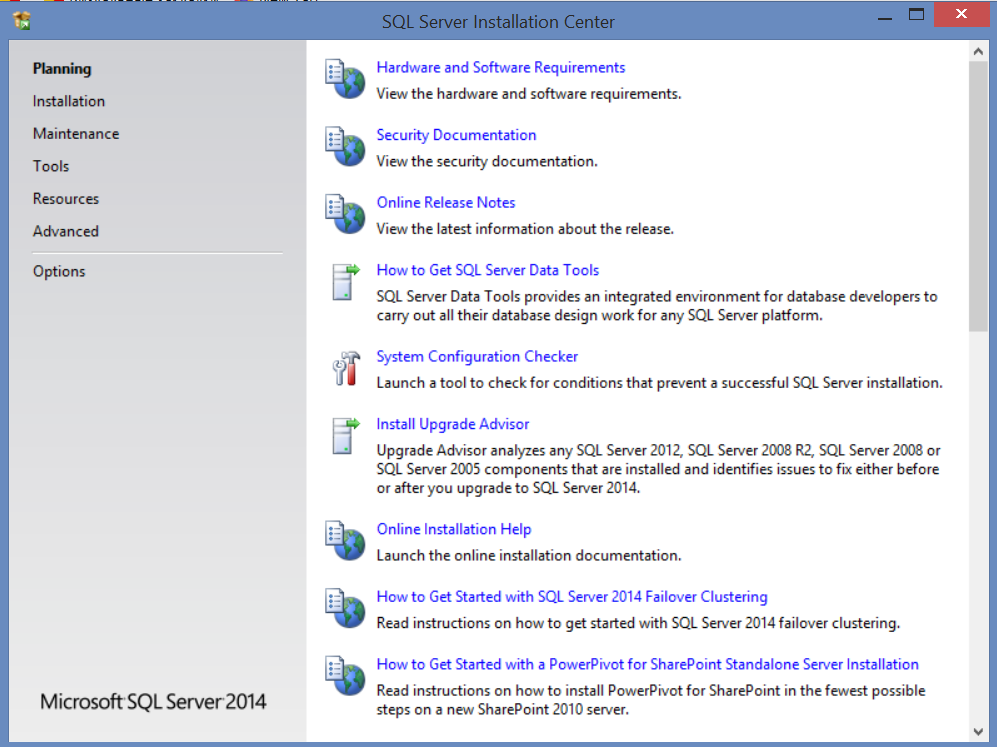 SQL Server Installation Center
Planning
Installation
Maintenance
Tools
Resources
Advanced
Options
Microsoft SQL Server 2014
Hardware and Software Requirements
View the hardware and software requirements.
Security Documentation
View the security documentation.
Online Release Notes
View the latest information about the release.
How to Get SQL Server Data Tools
SQL Server Data Tools provides an integrated environment for database developers to
carry out all their database design work for any SQL Server platform.
System Configuration Checker
Launch a tool to check for conditions that prevent a successful SQL Server installation.
Install Upgrade Advisor
Upgrade Advisor analyzes any SQL Server 2012, SQL Server 2008 R2, SQL Server 2008 or
SQL Server 2005 components that are installed and identifies issues to fix either before
or after you upgrade to SQL Server 2014.
Online Installation Help
Launch the online installation documentation.
How to Get Started with SQL Server 2014 Failover Clustering
Read instructions on how to get started with SQL Server 2014 failover clustering.
How to Get Started with a PowerPivot for SharePoint Standalone Server Installation
Read instructions on how to install PowerPivot for SharePoint in the fewest possible
steps on a new SharePoint 2010 server.